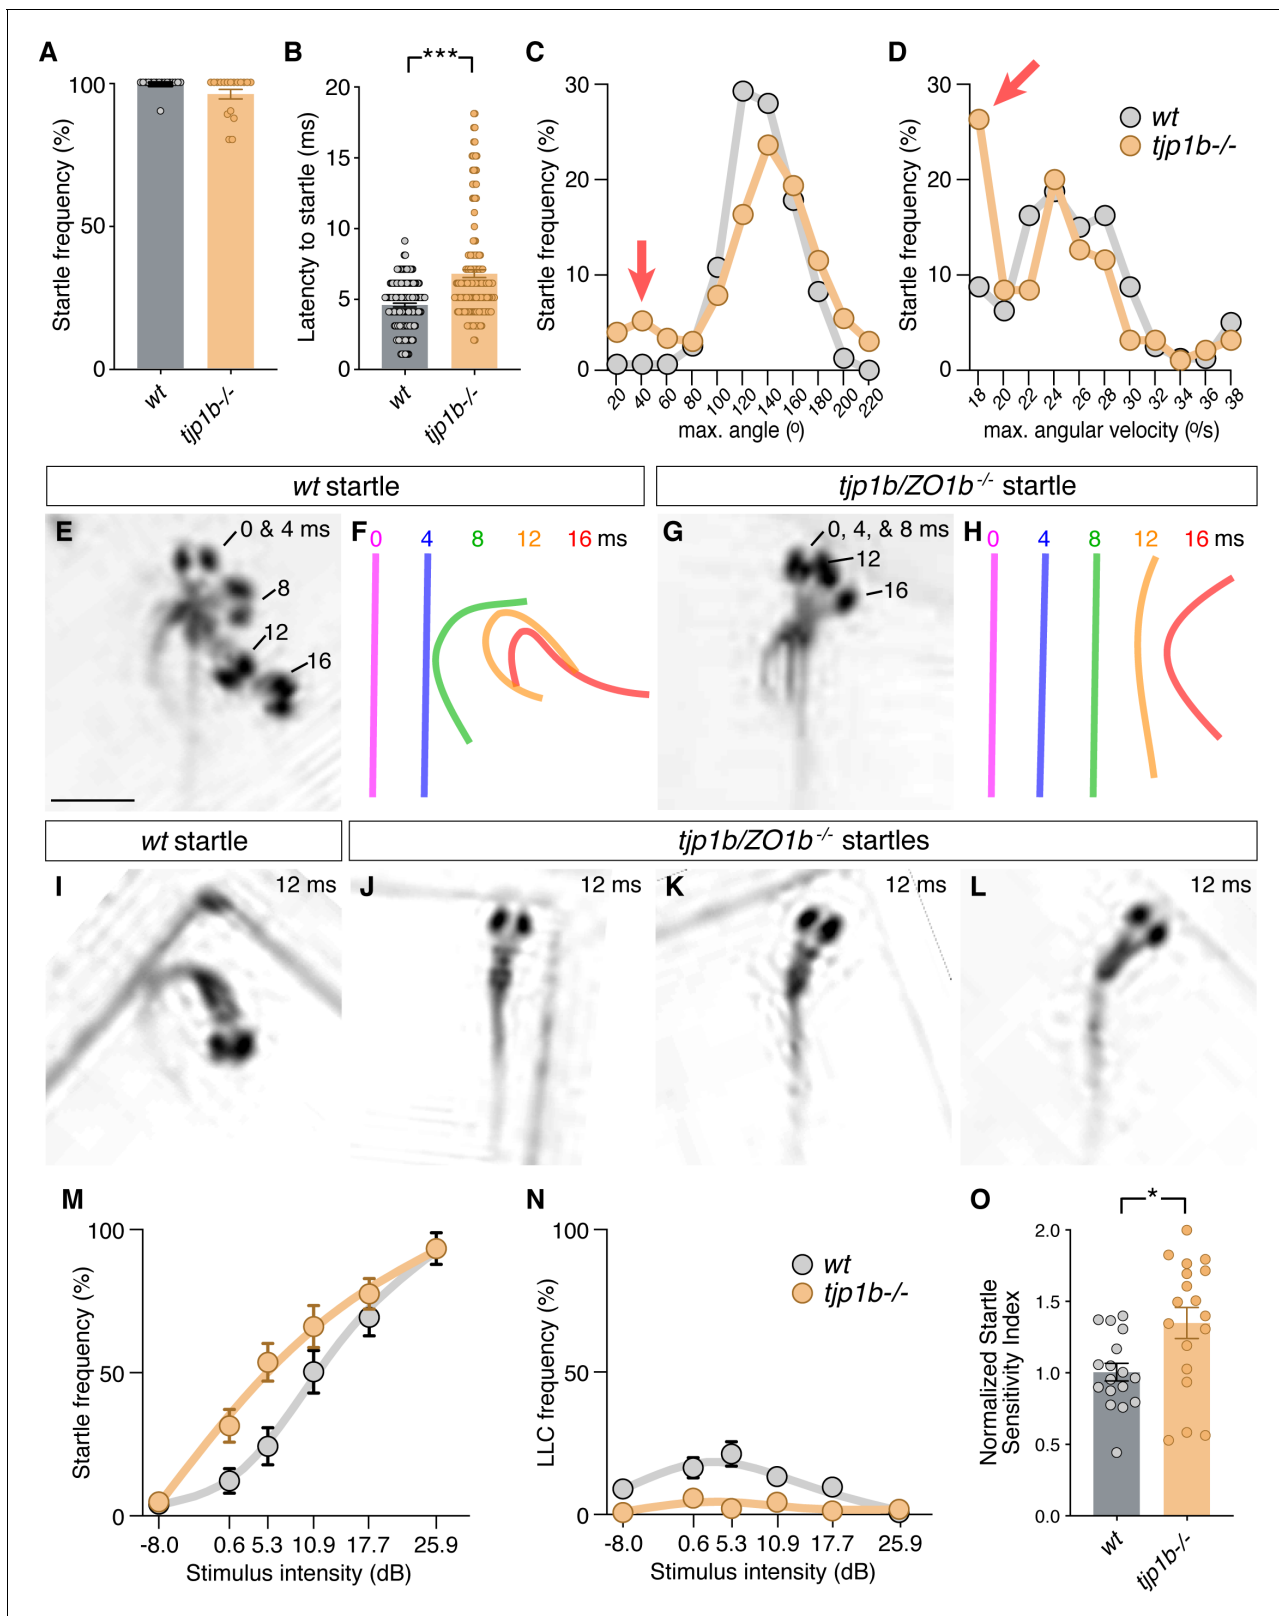 A
Startle frequency (%)
100
50
0
wt
tjp1b-/-
B
***
Latency to startle (ms)
20
15
10
5
0
wt
tjp1b-/-
C
Startle frequency (%)
30
20
10
0
20 40 60 80 100 120 140 160 180 200 220
max. angle (º)
D
Startle frequency (%)
30
20
10
0
wt
tjp1b-/-
18 20 22 24 26 28 30 32 34 36 38
max. angular velocity (º/s)
wt startle
tjp1b/ZO1b-/- startle
E
0 & 4 ms
8
12
16
F
0 4 8 12 16 ms
G
0, 4, & 8 ms
12
16
H
0 4 8 12 16 ms
wt startle
tjp1b/ZO1b-/- startles
I
12 ms
J
12 ms
K
12 ms
L
12 ms
M
Startle frequency (%)
100
50
0
-8.0 0.6 5.3 10.9 17.7 25.9
Stimulus intensity (dB)
N
LLC frequency (%)
100
50
0
wt
tjp1b-/-
-8.0 0.6 5.3 10.9 17.7 25.9
Stimulus intensity (dB)
O
*
Normalized Startle
Sensitivity Index
2.0
1.5
1.0
0.5
0.0
wt
tjp1b-/-